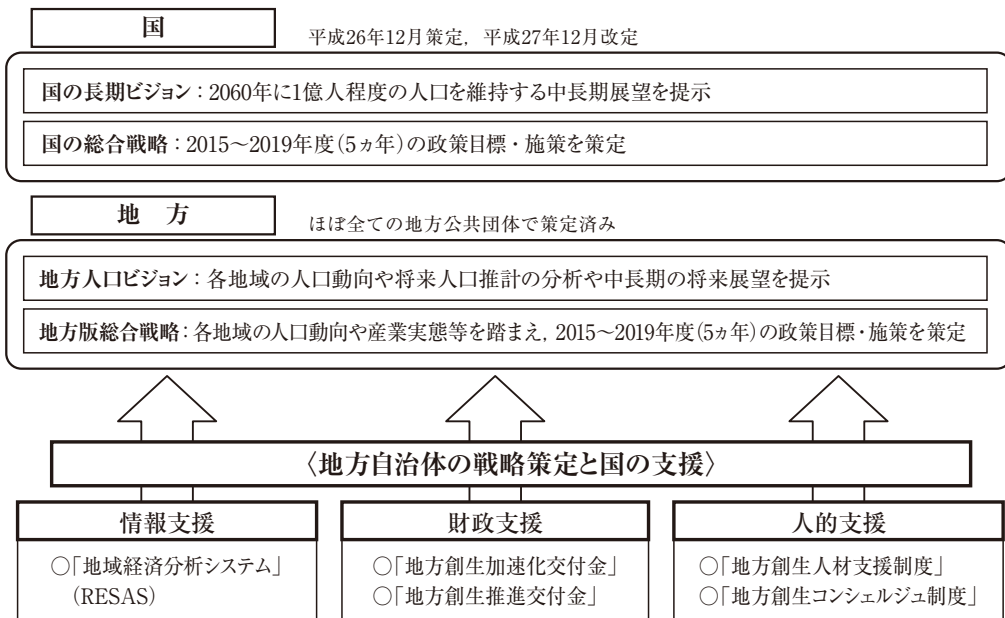 国
平成26年12月策定，平成27年12月改定
国の長期ビジョン：2060年に1億人程度の人口を維持する中長期展望を提示
国の総合戦略：2015～2019年度（5ヵ年）の政策目標・施策を策定
地　方
ほぼ全ての地方公共団体で策定済み
地方人口ビジョン：各地域の人口動向や将来人口推計の分析や中長期の将来展望を提示
地方版総合戦略：各地域の人口動向や産業実態等を踏まえ，2015～2019年度（5ヵ年）の政策目標・施策を策定
〈地方自治体の戦略策定と国の支援〉
情報支援
○「地域経済分析システム」
（RESAS）
財政支援
○「地方創生加速化交付金」
○「地方創生推進交付金」
人的支援
○「地方創生人材支援制度」
○「地方創生コンシェルジュ制度」